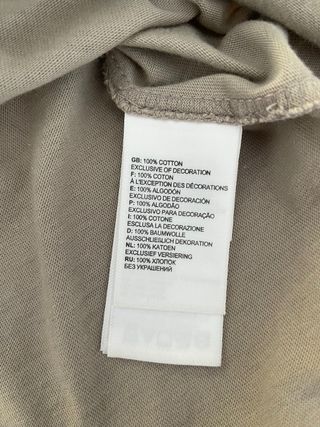 GB: 100% COTTON
EXCLUSIVE OF DECORATION
F: 100% COTON
À L'EXCEPTION DES DÉCORATIONS
E: 100% ALGODÓN
EXCLUSIVO DE DECORACIÓN
P: 100% ALGODÃO
EXCLUSIVO PARA DECORAÇÃO
I: 100% COTONE
ESCLUSA LA DECORAZIONE
D: 100% BAUMWOLLE
AUSSCHLIESSLICH DEKORATION
NL: 100% KATOEN
EXCLUSIEF VERSIERING
RU: 100% ХЛОПОК
БЕЗ УКРАШЕНИЙ